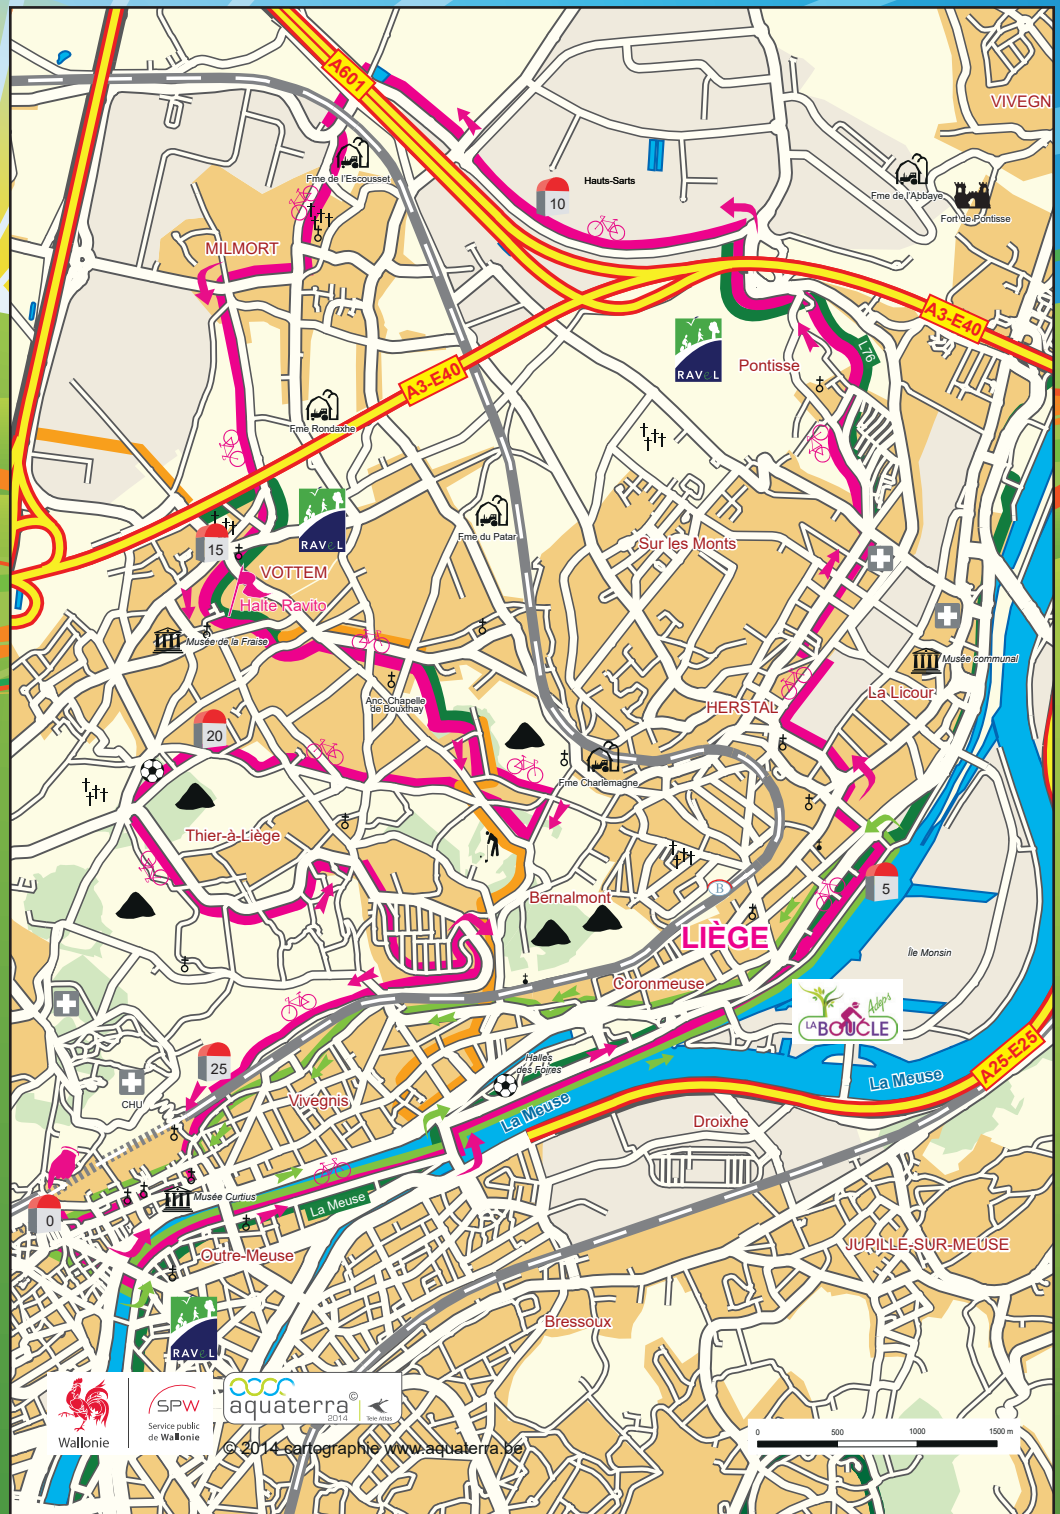 A601
VIVEGN
Fme de l'Escousset
Hauts-Sarts
10
Fme de l'Abbaye
Fort de Pontisse
MILMORT
A3-E40
L76
RAVeL
Pontisse
A3-E40
Fme Rondaxhe
RAVeL
Fme du Patar
Sur les Monts
15
VOTTEM
Halte Ravito
Musée de la Fraise
Musée communal
La Licour
Anc. Chapelle
de Bouxthay
HERSTAL
20
Fme Charlemagne
Thier-à-Liège
B
5
Bernalmont
LIÈGE
Île Monsin
Coronmeuse
Adeps
LA BOUCLE
25
Halles
des Foires
A25-E25
La Meuse
CHU
Vivegnis
La Meuse
Droixhe
Musée Curtius
La Meuse
0
Outre-Meuse
JUPILLE-SUR-MEUSE
Bressoux
RAVeL
Wallonie
SPW
Service public
de Wallonie
aquaterra©
2014
Tele Atlas
© 2014 cartographie www.aquaterra.be
0 500 1000 1500 m